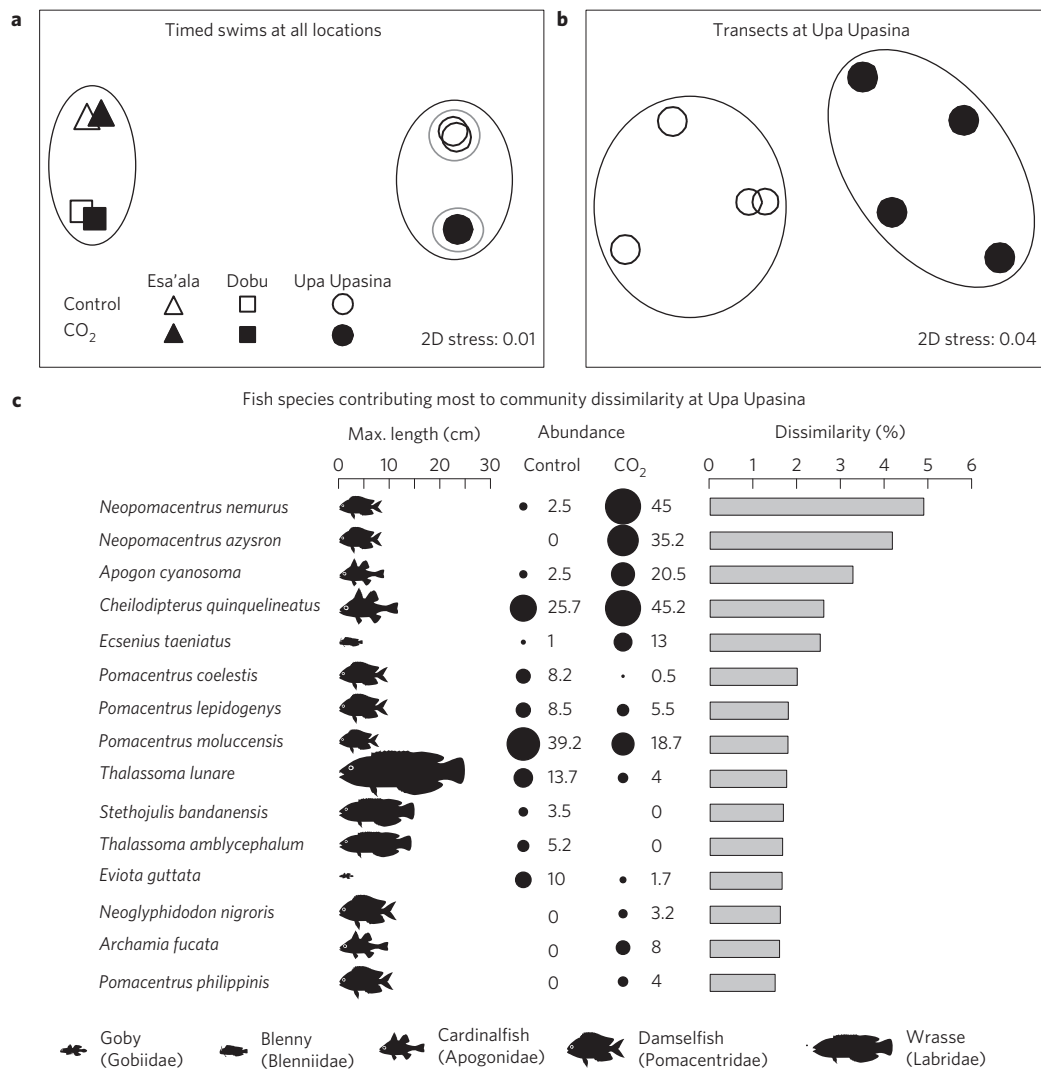 a
Timed swims at all locations
Esa'ala Dobu Upa Upasina
Control
CO2
2D stress: 0.01
b
Transects at Upa Upasina
2D stress: 0.04
c
Fish species contributing most to community dissimilarity at Upa Upasina
Max. length (cm) Abundance Dissimilarity (%)
0 10 20 30 Control CO2 0 1 2 3 4 5 6
Neopomacentrus nemurus 2.5 45
Neopomacentrus azysron 0 35.2
Apogon cyanosoma 2.5 20.5
Cheilodipterus quinquelineatus 25.7 45.2
Ecsenius taeniatus 1 13
Pomacentrus coelestis 8.2 0.5
Pomacentrus lepidogenys 8.5 5.5
Pomacentrus moluccensis 39.2 18.7
Thalassoma lunare 13.7 4
Stethojulis bandanensis 3.5 0
Thalassoma amblycephalum 5.2 0
Eviota guttata 10 1.7
Neoglyphidodon nigroris 0 3.2
Archamia fucata 0 8
Pomacentrus philippinis 0 4
Goby
(Gobiidae)
Blenny
(Blenniidae)
Cardinalfish
(Apogonidae)
Damselfish
(Pomacentridae)
Wrasse
(Labridae)